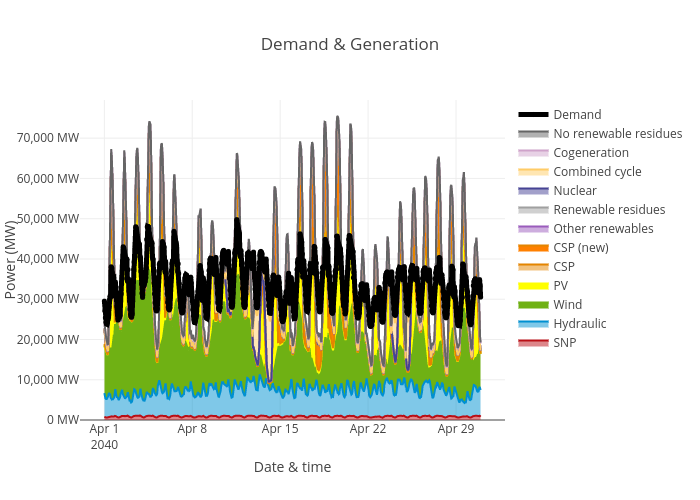 Demand & Generation
70,000 MW
60,000 MW
50,000 MW
40,000 MW
30,000 MW
20,000 MW
10,000 MW
0 MW
Power (MW)
Apr 1
2040
Apr 8
Apr 15
Apr 22
Apr 29
Date & time
Demand
No renewable residues
Cogeneration
Combined cycle
Nuclear
Renewable residues
Other renewables
CSP (new)
CSP
PV
Wind
Hydraulic
SNP